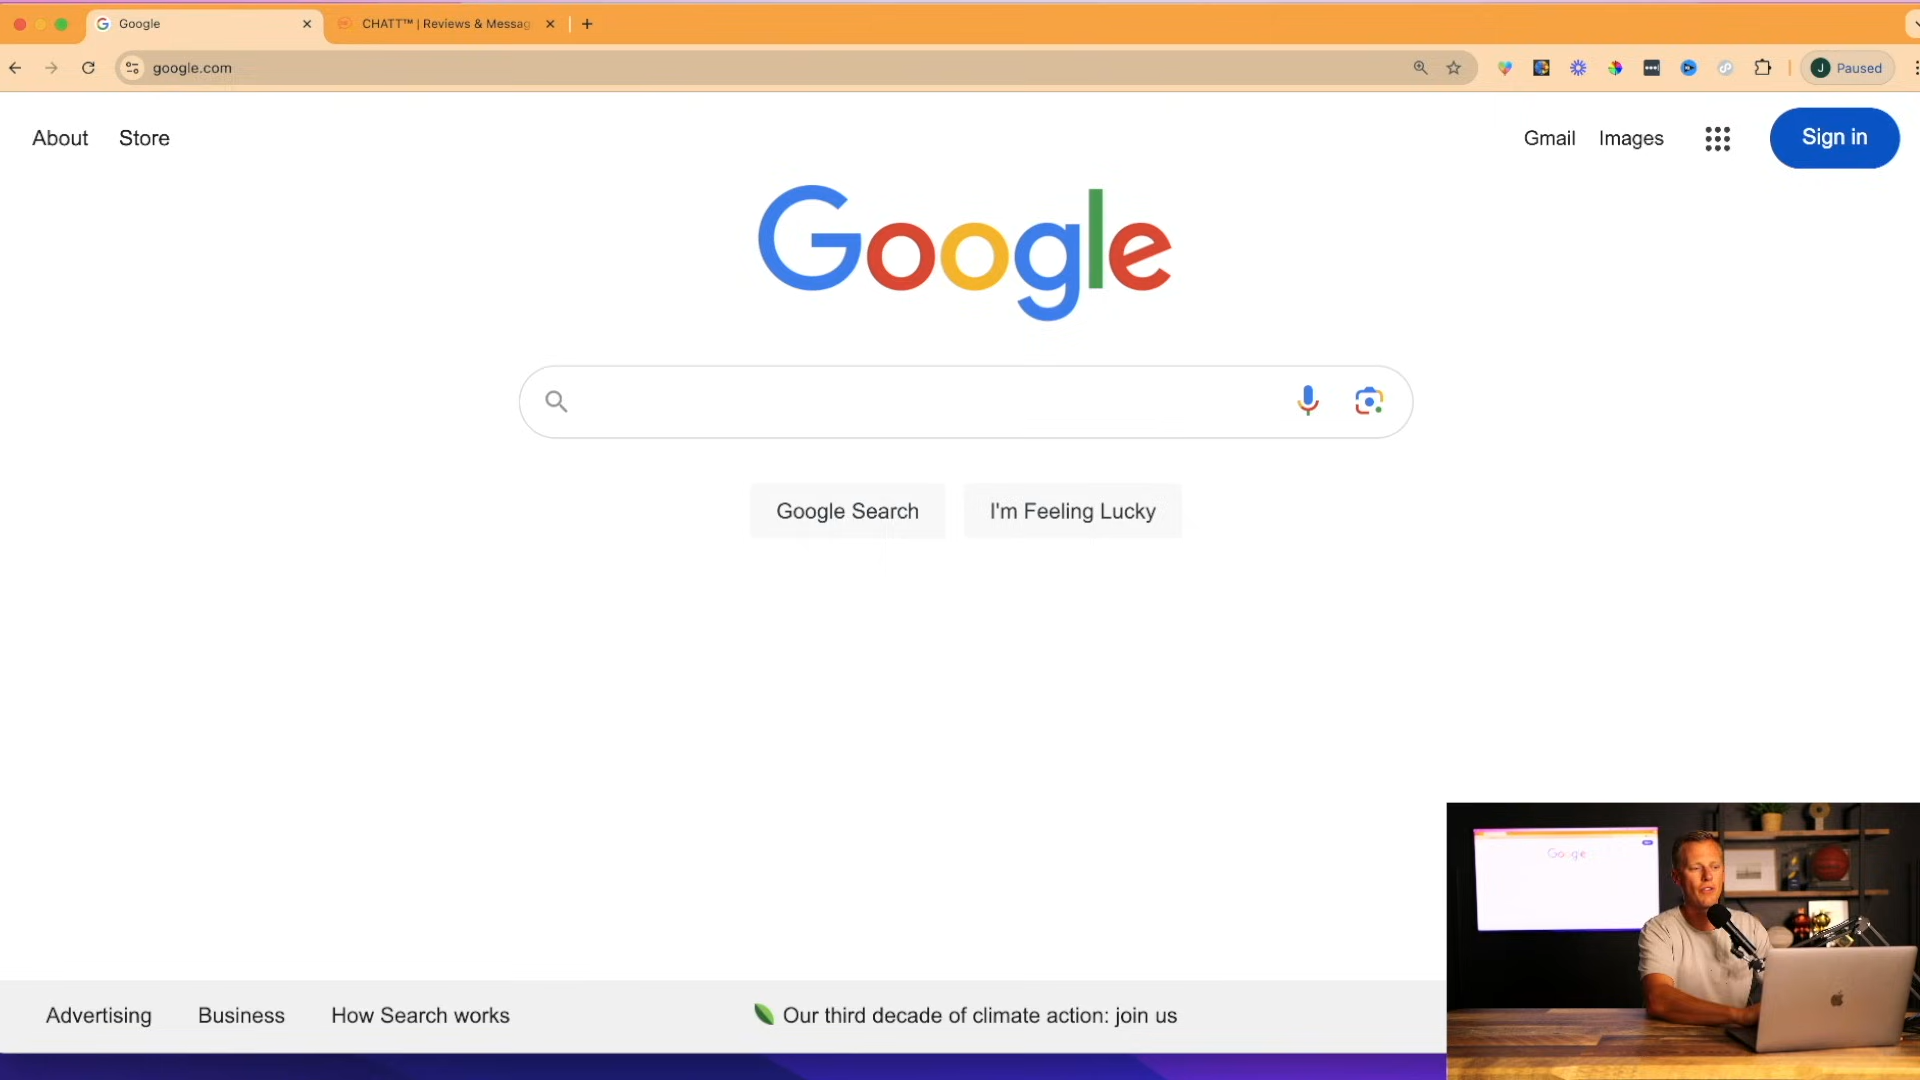 Google
CHATT™ | Reviews & Messag
google.com
J Paused
About Store
Gmail Images
Sign in
Google
Google Search
I'm Feeling Lucky
Advertising Business How Search works
Our third decade of climate action: join us
Google